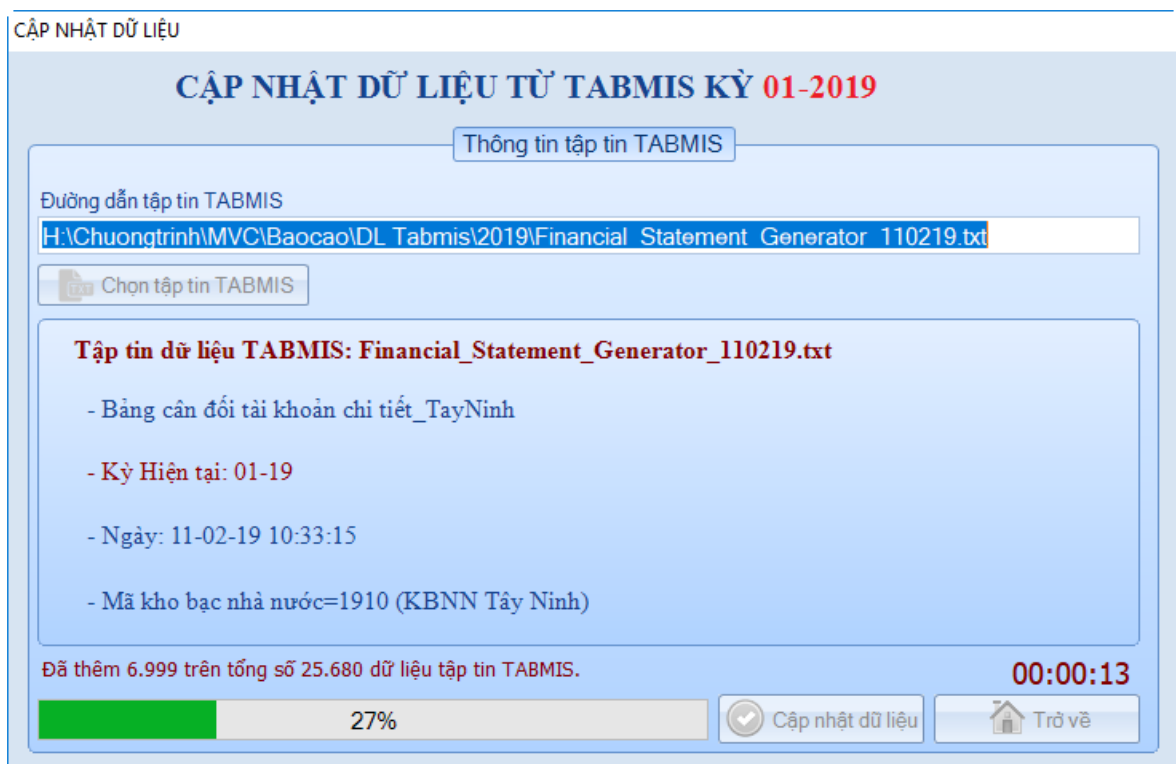 CẬP NHẬT DỮ LIỆU
CẬP NHẬT DỮ LIỆU TỪ TABMIS KỲ 01-2019
Thông tin tập tin TABMIS
Đường dẫn tập tin TABMIS
H:\Chuongtrinh\MVC\Baocao\DL Tabmis\2019\Financial_Statement_Generator_110219.txt
Chọn tập tin TABMIS
Tập tin dữ liệu TABMIS: Financial_Statement_Generator_110219.txt
- Bảng cân đối tài khoản chi tiết_TayNinh
- Kỳ Hiện tại: 01-19
- Ngày: 11-02-19 10:33:15
- Mã kho bạc nhà nước=1910 (KBNN Tây Ninh)
Đã thêm 6.999 trên tổng số 25.680 dữ liệu tập tin TABMIS.
00:00:13
27%
Cập nhật dữ liệu
Trở về